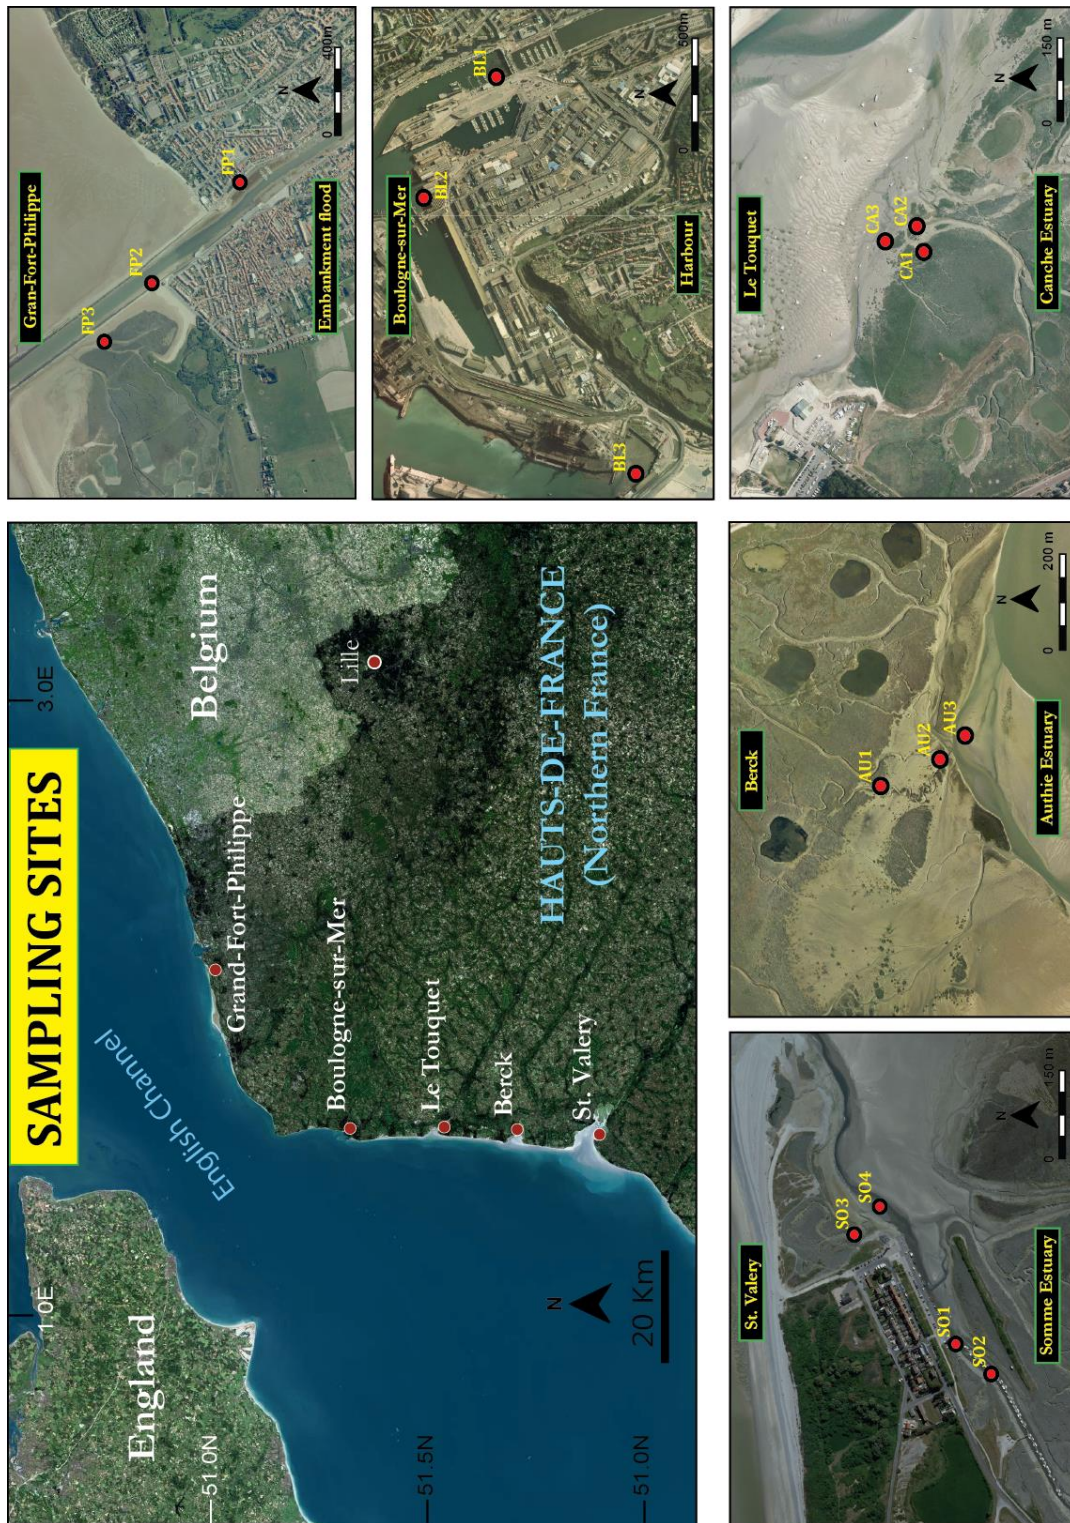 SAMPLING SITES
England
English Channel
Belgium
3.0E
1.0E
51.0N
51.5N
51.0N
Grand-Fort-Philippe
Boulogne-sur-Mer
Le Touquet
Berck
St. Valery
Lille
HAUTS-DE-FRANCE
(Northern France)
N
20 Km
Gran-Fort-Philippe
FP3
FP2
FP1
Embankment flood
N
0
400m
Boulogne-sur-Mer
BL1
BL2
BL3
Harbour
N
0
500m
St. Valery
SO3
SO4
SO1
SO2
Somme Estuary
N
0
150 m
Berck
AU1
AU2
AU3
Authie Estuary
N
0
200 m
Le Touquet
CA3
CA2
CA1
Canche Estuary
N
0
150 m